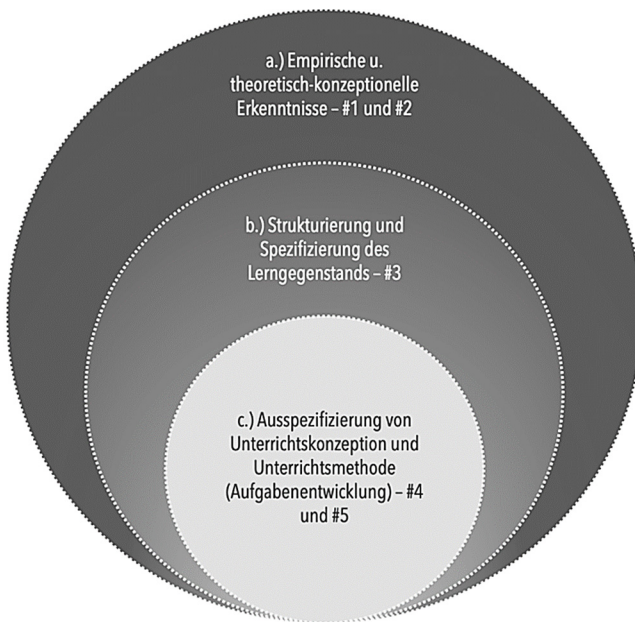 a.) Empirische u.
theoretisch-konzeptionelle
Erkenntnisse – #1 und #2
b.) Strukturierung und
Spezifizierung des
Lerngegenstands – #3
c.) Ausspezifizierung von
Unterrichtskonzeption und
Unterrichtsmethode
(Aufgabenentwicklung) – #4
und #5